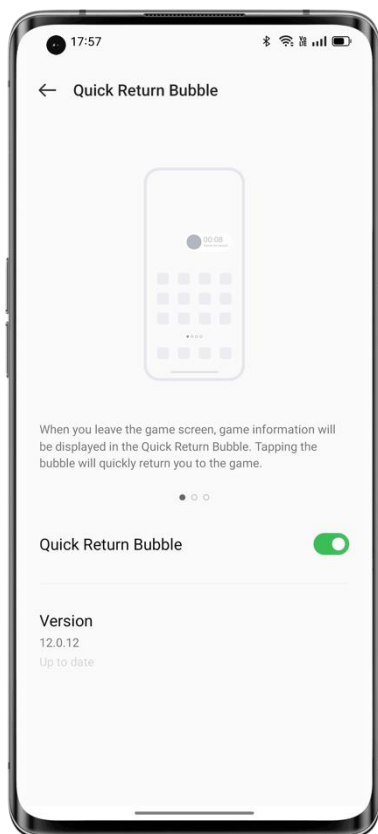 17:57
Quick Return Bubble
00:08
When you leave the game screen, game information will
be displayed in the Quick Return Bubble. Tapping the
bubble will quickly return you to the game.
Quick Return Bubble
Version
12.0.12
Up to date